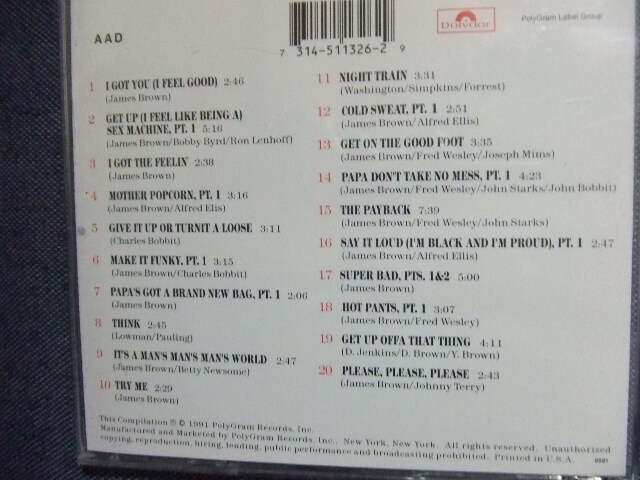 AAD
7 314-511326-2 9
Polydor
PolyGram Label Group
1 I GOT YOU (I FEEL GOOD) 2:46
(James Brown)
2 GET UP (I FEEL LIKE BEING A)
SEX MACHINE, PT. 1 5:16
(James Brown/Bobby Byrd/Ron Lenhoff)
3 I GOT THE FEELIN' 2:38
(James Brown)
4 MOTHER POPCORN, PT. 1 3:16
(James Brown/Alfred Elis)
5 GIVE IT UP OR TURNIT A LOOSE 3:11
(Charles Bobbit)
6 MAKE IT FUNKY, PT. 1 3:15
(James Brown/Charles Bobbit)
7 PAPA'S GOT A BRAND NEW BAG, PT. 1 2:06
(James Brown)
8 THINK 2:45
(Lowman/Pauling)
9 IT'S A MAN'S MAN'S MAN'S WORLD 2:47
(James Brown/Betty Newsome)
10 TRY ME 2:29
(James Brown)
11 NIGHT TRAIN 3:31
(Washington/Simpkins/Forrest)
12 COLD SWEAT, PT. 1 2:51
(James Brown/Alfred Ellis)
13 GET ON THE GOOD FOOT 3:35
(James Brown/Fred Wesley/Joseph Mims)
14 PAPA DON'T TAKE NO MESS, PT. 1 4:23
(James Brown/Fred Wesley/John Starks/John Bobbit)
15 THE PAYBACK 7:39
(James Brown/Fred Wesley/John Starks)
16 SAY IT LOUD (I'M BLACK AND I'M PROUD), PT. 1 2:47
(James Brown/Alfred Ellis)
17 SUPER BAD, PTS. 1&2 5:00
(James Brown)
18 HOT PANTS, PT. 1 3:07
(James Brown/Fred Wesley)
19 GET UP OFFA THAT THING 4:11
(D. Jenkins/D. Brown/Y. Brown)
20 PLEASE, PLEASE, PLEASE 2:43
(James Brown/Johnny Terry)
This Compilation ℗ © 1991 PolyGram Records, Inc.
Manufactured and Marketed by PolyGram Records, Inc., New York, New York. All rights reserved. Unauthorized
copying, reproduction, hiring, lending, public performance and broadcasting prohibited. Printed in U.S.A.